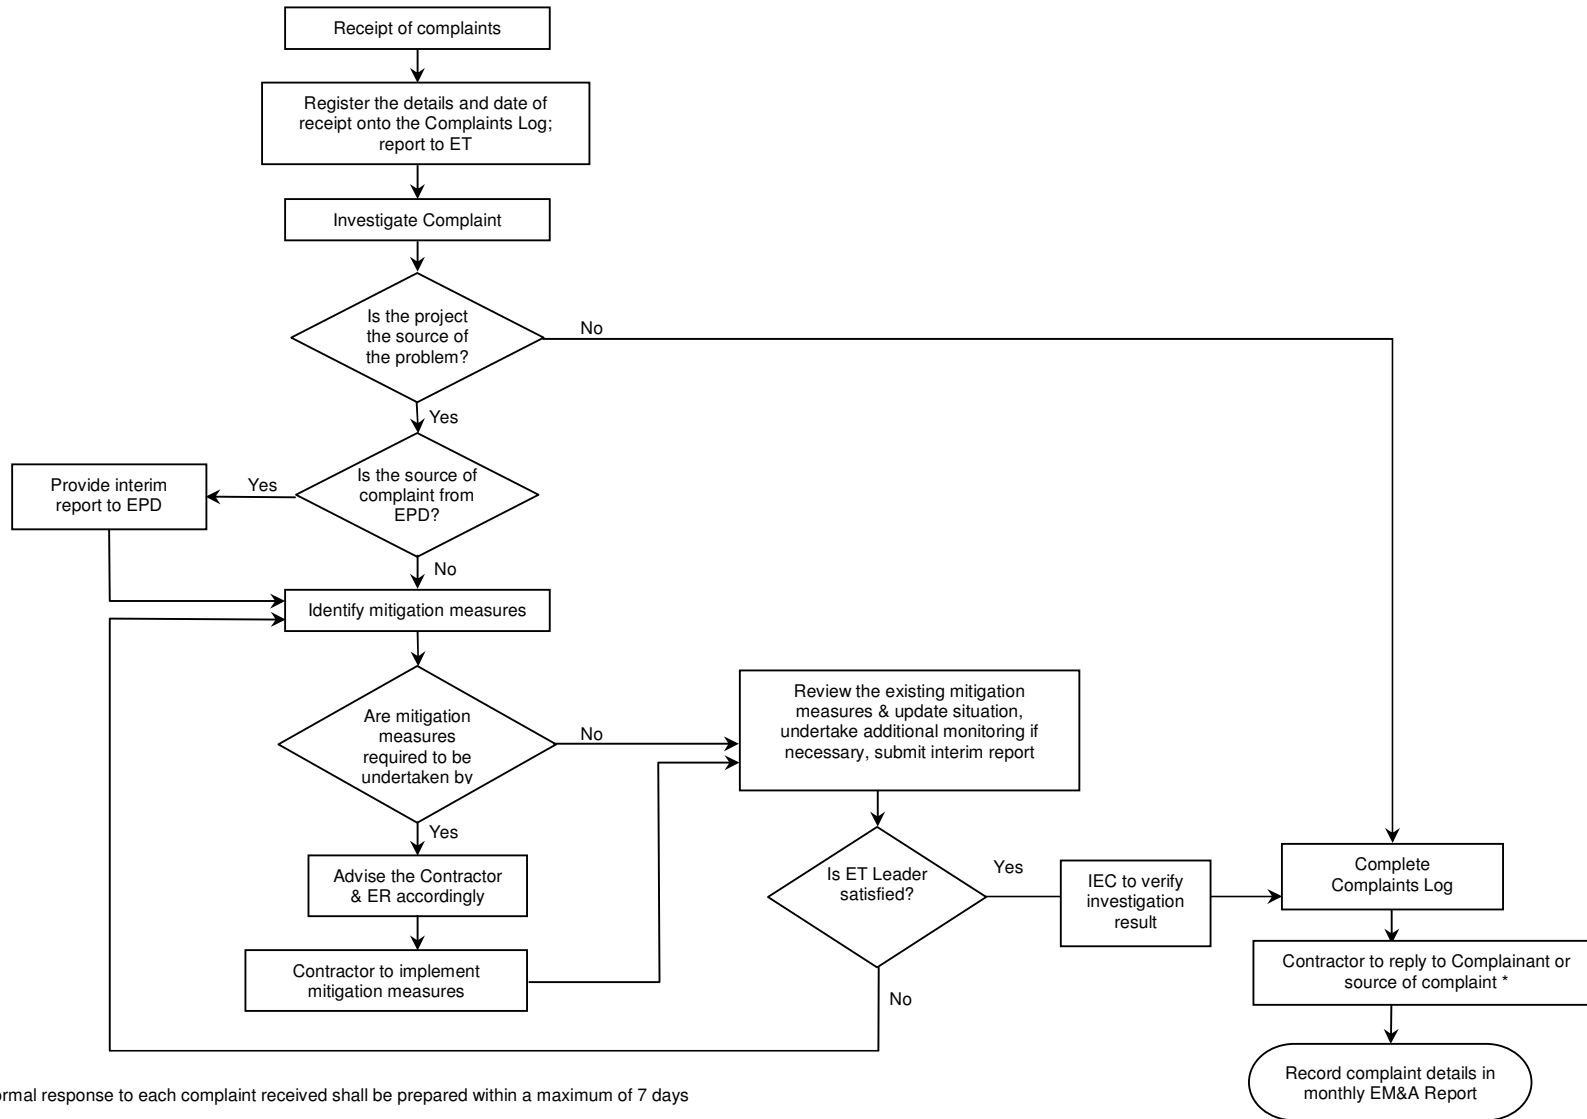 Receipt of complaints
Register the details and date of
receipt onto the Complaints Log;
report to ET
Investigate Complaint
Is the project
the source of
the problem?
No
Yes
Is the source of
complaint from
EPD?
Yes
Provide interim
report to EPD
No
Identify mitigation measures
Are mitigation
measures
required to be
undertaken by
No
Review the existing mitigation
measures & update situation,
undertake additional monitoring if
necessary, submit interim report
Yes
Advise the Contractor
& ER accordingly
Contractor to implement
mitigation measures
Is ET Leader
satisfied?
Yes
IEC to verify
investigation
result
No
Complete
Complaints Log
Contractor to reply to Complainant or
source of complaint *
Record complaint details in
monthly EM&A Report
response to each complaint received shall be prepared within a maximum of 7 days